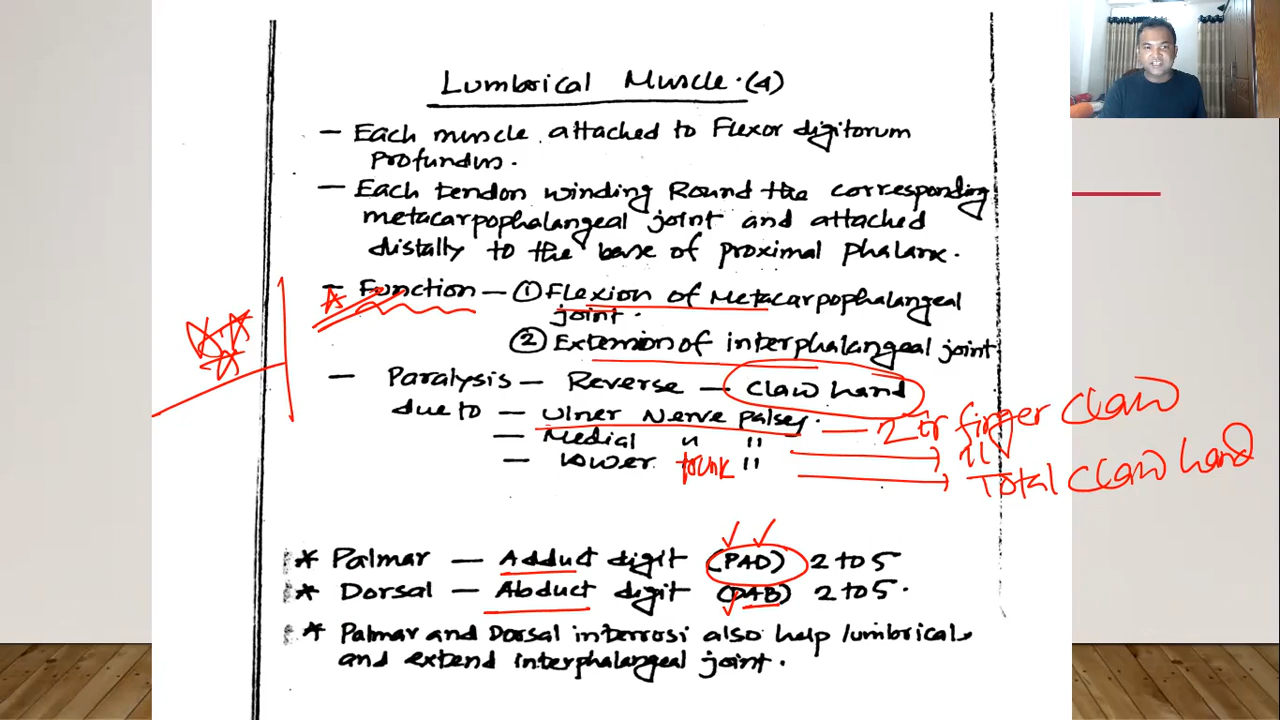 Lumbrical Muscle. (4)
- Each muscle attached to Flexor digitorum
profundus.
- Each tendon winding Round the corresponding
metacarpophalangeal joint and attached
distally to the base of proximal phalanx.
- Function - ① Flexion of Metacarpophalangeal
joint.
② Extension of interphalangeal joint
- Paralysis - Reverse - Claw hand
due to - Ulner Nerve palsy. - 2 finger Claw
- Medial " "
- Lower trunk " → Total Claw hand
* Palmar - Adduct digit (PAD) 2 to 5
* Dorsal - Abduct digit (DAB) 2 to 5.
* Palmar and Dorsal interrosi also help lumbricals
and extend interphalangeal joint.